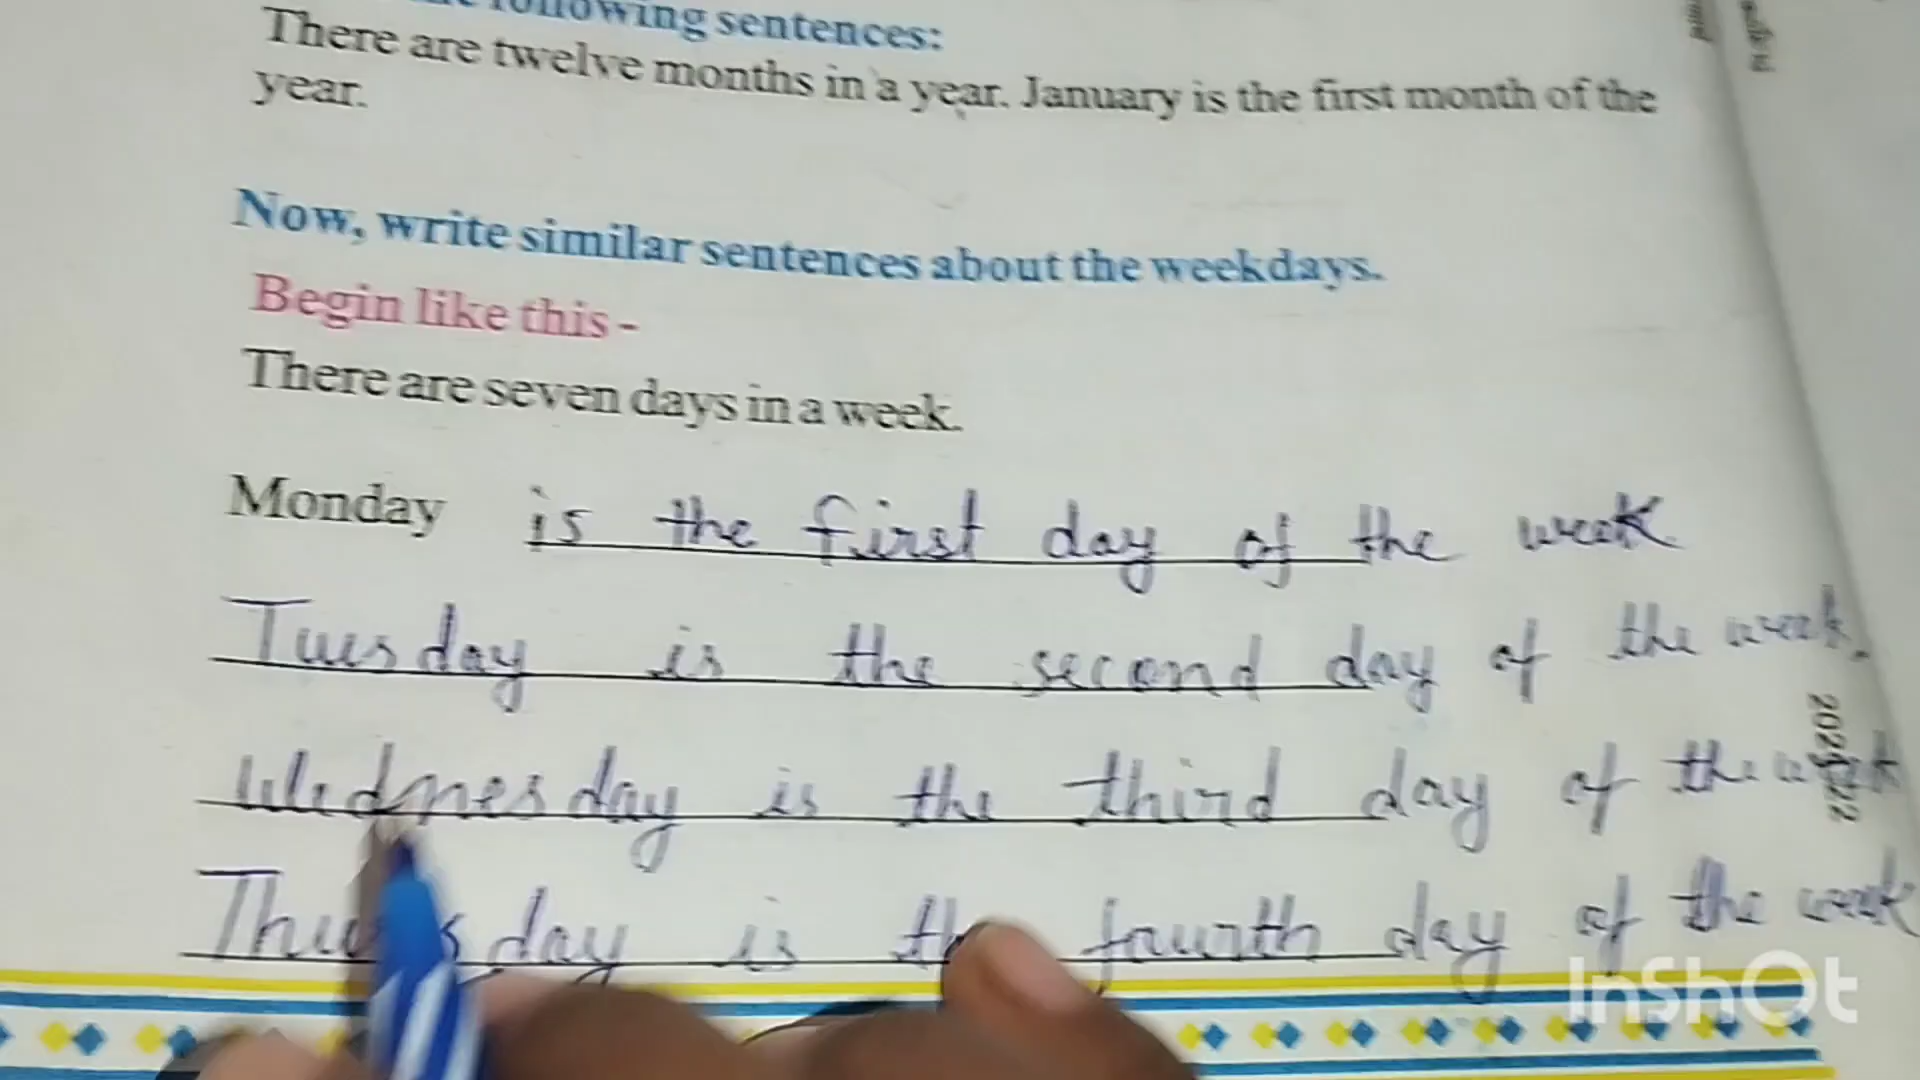 following sentences:
There are twelve months in a year. January is the first month of the
year.
Now, write similar sentences about the weekdays.
Begin like this -
There are seven days in a week.
Monday is the first day of the week.
Tuesday is the second day of the week.
Wednesday is the third day of the week
Thursday is the fourth day of the week
InShOt